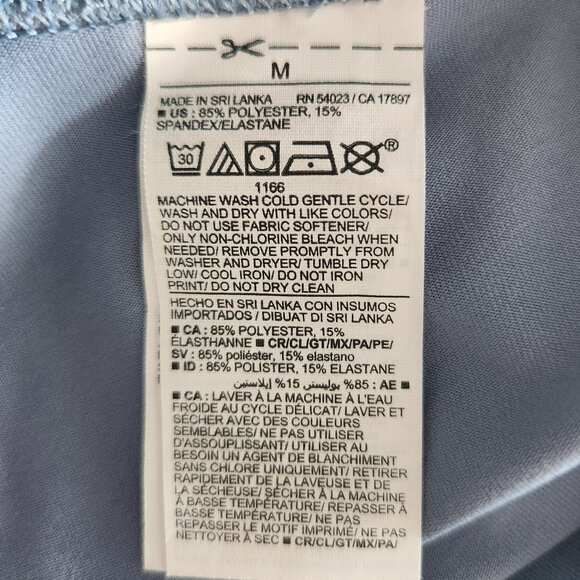 M
MADE IN SRI LANKA RN 54023 / CA 17897
■ US : 85% POLYESTER, 15%
SPANDEX/ELASTANE
30
®
1166
MACHINE WASH COLD GENTLE CYCLE/
WASH AND DRY WITH LIKE COLORS/
DO NOT USE FABRIC SOFTENER/
ONLY NON-CHLORINE BLEACH WHEN
NEEDED/ REMOVE PROMPTLY FROM
WASHER AND DRYER/ TUMBLE DRY
LOW/ COOL IRON/ DO NOT IRON
PRINT/ DO NOT DRY CLEAN
HECHO EN SRI LANKA CON INSUMOS
IMPORTADOS / DIBUAT DI SRI LANKA
■ CA : 85% POLYESTER, 15%
ÉLASTHANNE ■ CR/CL/GT/MX/PA/PE/
SV : 85% poliéster, 15% elastano
■ ID : 85% POLISTER, 15% ELASTANE
■ AE : 85% بوليستر, 15% إيلاستين
■ CA : LAVER À LA MACHINE À L'EAU
FROIDE AU CYCLE DÉLICAT/ LAVER ET
SÉCHER AVEC DES COULEURS
SEMBLABLES/ NE PAS UTILISER
D'ASSOUPLISSANT/ UTILISER AU
BESOIN UN AGENT DE BLANCHIMENT
SANS CHLORE UNIQUEMENT/ RETIRER
RAPIDEMENT DE LA LAVEUSE ET DE
LA SÉCHEUSE/ SÉCHER À LA MACHINE
À BASSE TEMPÉRATURE/ REPASSER À
BASSE TEMPÉRATURE/ NE PAS
REPASSER LE MOTIF IMPRIMÉ/ NE PAS
NETTOYER À SEC ■ CR/CL/GT/MX/PA/